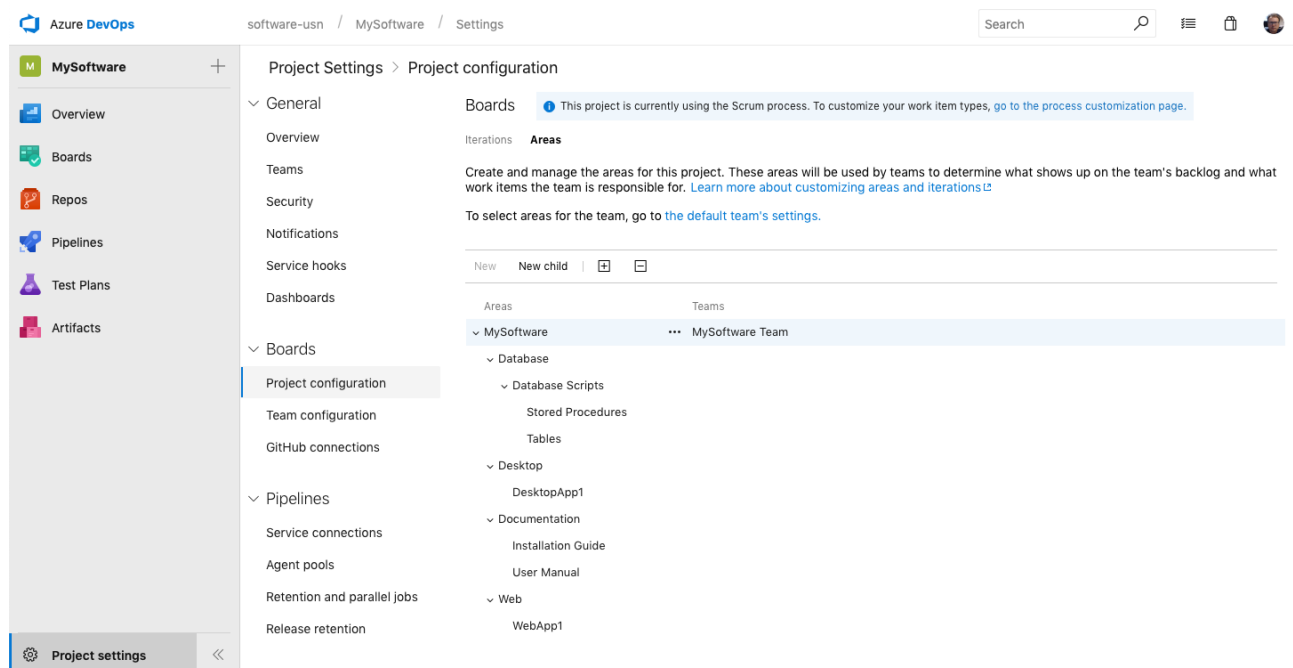 Azure DevOps
software-usn / MySoftware / Settings
Search
M MySoftware
Overview
Boards
Repos
Pipelines
Test Plans
Artifacts
Project settings
Project Settings > Project configuration
General
Overview
Teams
Security
Notifications
Service hooks
Dashboards
Boards
Project configuration
Team configuration
GitHub connections
Pipelines
Service connections
Agent pools
Retention and parallel jobs
Release retention
Boards
This project is currently using the Scrum process. To customize your work item types, go to the process customization page.
Iterations Areas
Create and manage the areas for this project. These areas will be used by teams to determine what shows up on the team's backlog and what
work items the team is responsible for. Learn more about customizing areas and iterations
To select areas for the team, go to the default team's settings.
New New child
Areas Teams
MySoftware ••• MySoftware Team
Database
Database Scripts
Stored Procedures
Tables
Desktop
DesktopApp1
Documentation
Installation Guide
User Manual
Web
WebApp1